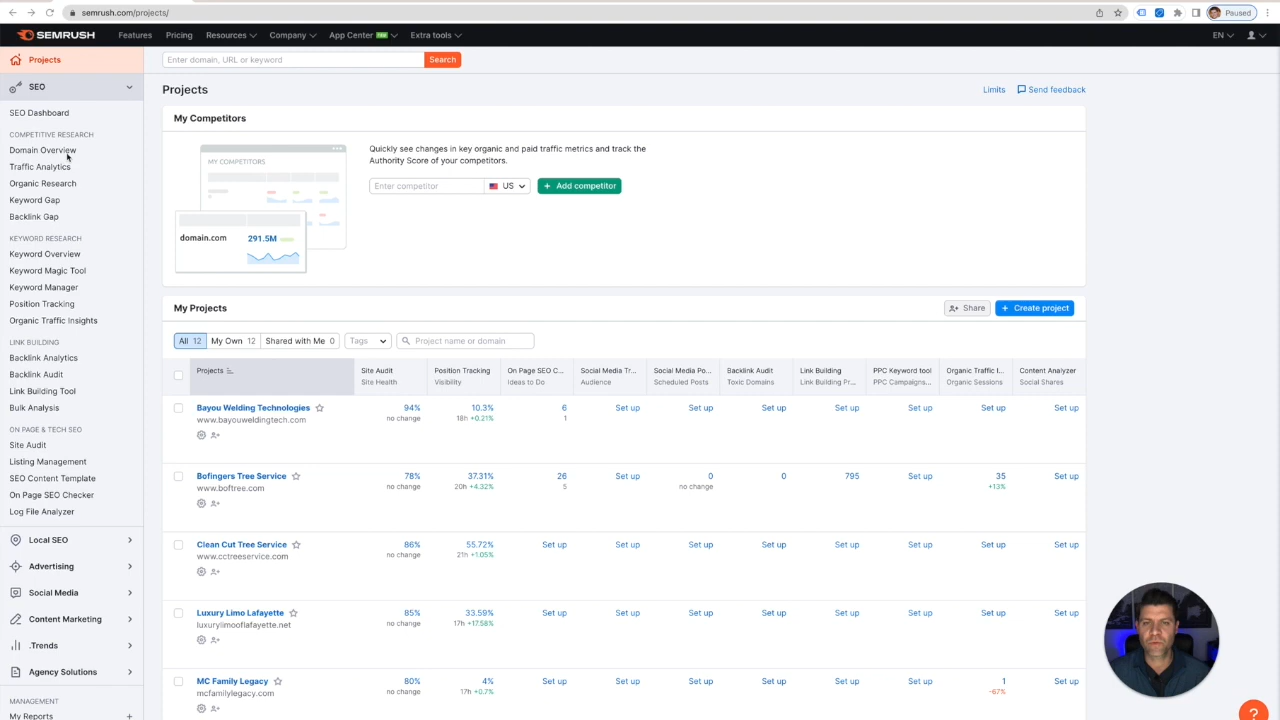 semrush.com/projects/
Paused
SEMRUSH
Features
Pricing
Resources
Company
App Center NEW
Extra tools
EN
Projects
SEO
SEO Dashboard
COMPETITIVE RESEARCH
Domain Overview
Traffic Analytics
Organic Research
Keyword Gap
Backlink Gap
KEYWORD RESEARCH
Keyword Overview
Keyword Magic Tool
Keyword Manager
Position Tracking
Organic Traffic Insights
LINK BUILDING
Backlink Analytics
Backlink Audit
Link Building Tool
Bulk Analysis
ON PAGE & TECH SEO
Site Audit
Listing Management
SEO Content Template
On Page SEO Checker
Log File Analyzer
Local SEO
Advertising
Social Media
Content Marketing
.Trends
Agency Solutions
MANAGEMENT
My Reports +
Enter domain, URL or keyword
Search
Projects
Limits
Send feedback
My Competitors
MY COMPETITORS
domain.com 291.5M
Quickly see changes in key organic and paid traffic metrics and track the
Authority Score of your competitors.
Enter competitor
US
+ Add competitor
My Projects
Share
+ Create project
All 12
My Own 12
Shared with Me 0
Tags
Project name or domain
Projects
Site Audit
Site Health
Position Tracking
Visibility
On Page SEO C...
Ideas to Do
Social Media Tr...
Audience
Social Media Po...
Scheduled Posts
Backlink Audit
Toxic Domains
Link Building
Link Building Pr...
PPC Keyword tool
PPC Campaigns...
Organic Traffic I...
Organic Sessions
Content Analyzer
Social Shares
Bayou Welding Technologies 94% 10.3% 6 Set up Set up Set up Set up Set up Set up Set up
www.bayouweldingtech.com no change 18h +0.21% 1
Bofingers Tree Service 78% 37.31% 26 Set up 0 0 795 Set up 35 Set up
www.boftree.com no change 20h +4.32% 5 no change +13%
Clean Cut Tree Service 86% 55.72% Set up Set up Set up Set up Set up Set up Set up Set up
www.cctreeservice.com no change 21h +1.05%
Luxury Limo Lafayette 85% 33.59% Set up Set up Set up Set up Set up Set up Set up Set up
luxurylimooflafayette.net no change 17h +17.58%
MC Family Legacy 80% 4% Set up Set up Set up Set up Set up Set up 1 Set up
mcfamilylegacy.com no change 17h +0.7% -67%
?